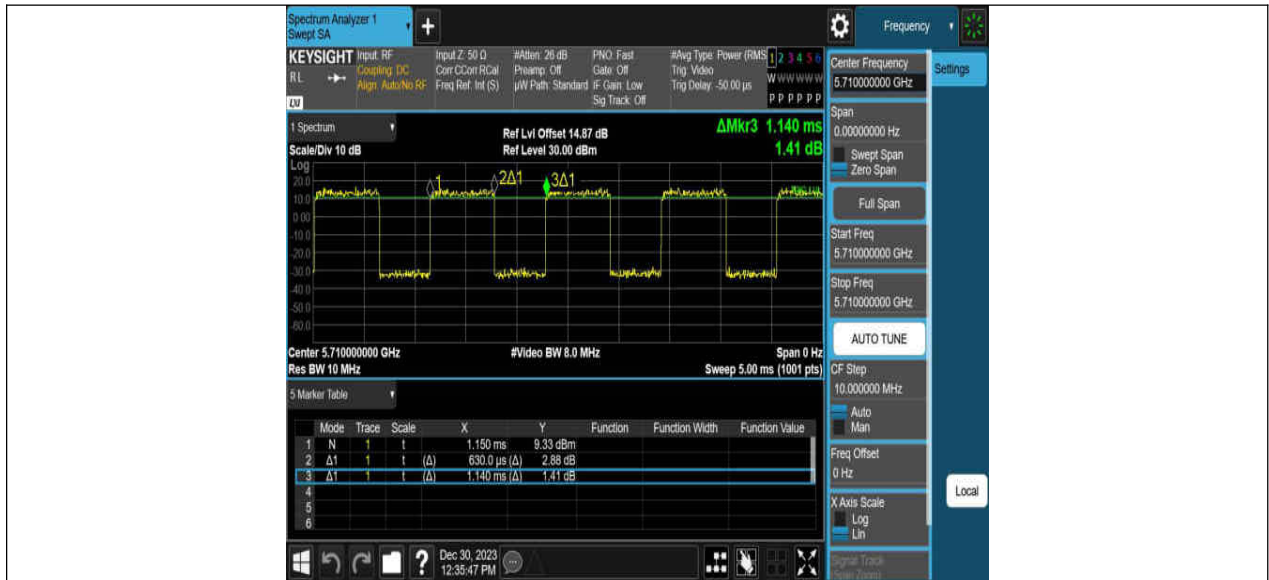 Spectrum Analyzer 1
Swept SA
+
Frequency
KEYSIGHT
RL
Input: RF
Coupling: DC
Align: Auto/No RF
Input Z: 50 Ω
Corr CCorr RCal
Freq Ref: Int (S)
#Atten: 26 dB
Preamp: Off
µW Path: Standard
PNO: Fast
Gate: Off
IF Gain: Low
Sig Track: Off
#Avg Type: Power (RMS
Trig: Video
Trig Delay: -50.00 µs
1 2 3 4 5 6
W W W W W W
P P P P P P
LXI
1 Spectrum
Scale/Div 10 dB
Ref Lvl Offset 14.87 dB
Ref Level 30.00 dBm
ΔMkr3 1.140 ms
1.41 dB
Log
20.0
10.0
0.00
-10.0
-20.0
-30.0
-40.0
-50.0
-60.0
1
2Δ1
3Δ1
Center 5.710000000 GHz
Res BW 10 MHz
#Video BW 8.0 MHz
Span 0 Hz
Sweep 5.00 ms (1001 pts)
5 Marker Table
Mode Trace Scale X Y Function Function Width Function Value
1 N 1 t 1.150 ms 9.33 dBm
2 Δ1 1 t (Δ) 630.0 µs (Δ) 2.88 dB
3 Δ1 1 t (Δ) 1.140 ms (Δ) 1.41 dB
4
5
6
?
Dec 30, 2023
12:35:47 PM
Center Frequency
5.710000000 GHz
Span
0.00000000 Hz
Swept Span
Zero Span
Full Span
Start Freq
5.710000000 GHz
Stop Freq
5.710000000 GHz
AUTO TUNE
CF Step
10.000000 MHz
Auto
Man
Freq Offset
0 Hz
X Axis Scale
Log
Lin
Signal Track
(Span Zoom)
Settings
Local